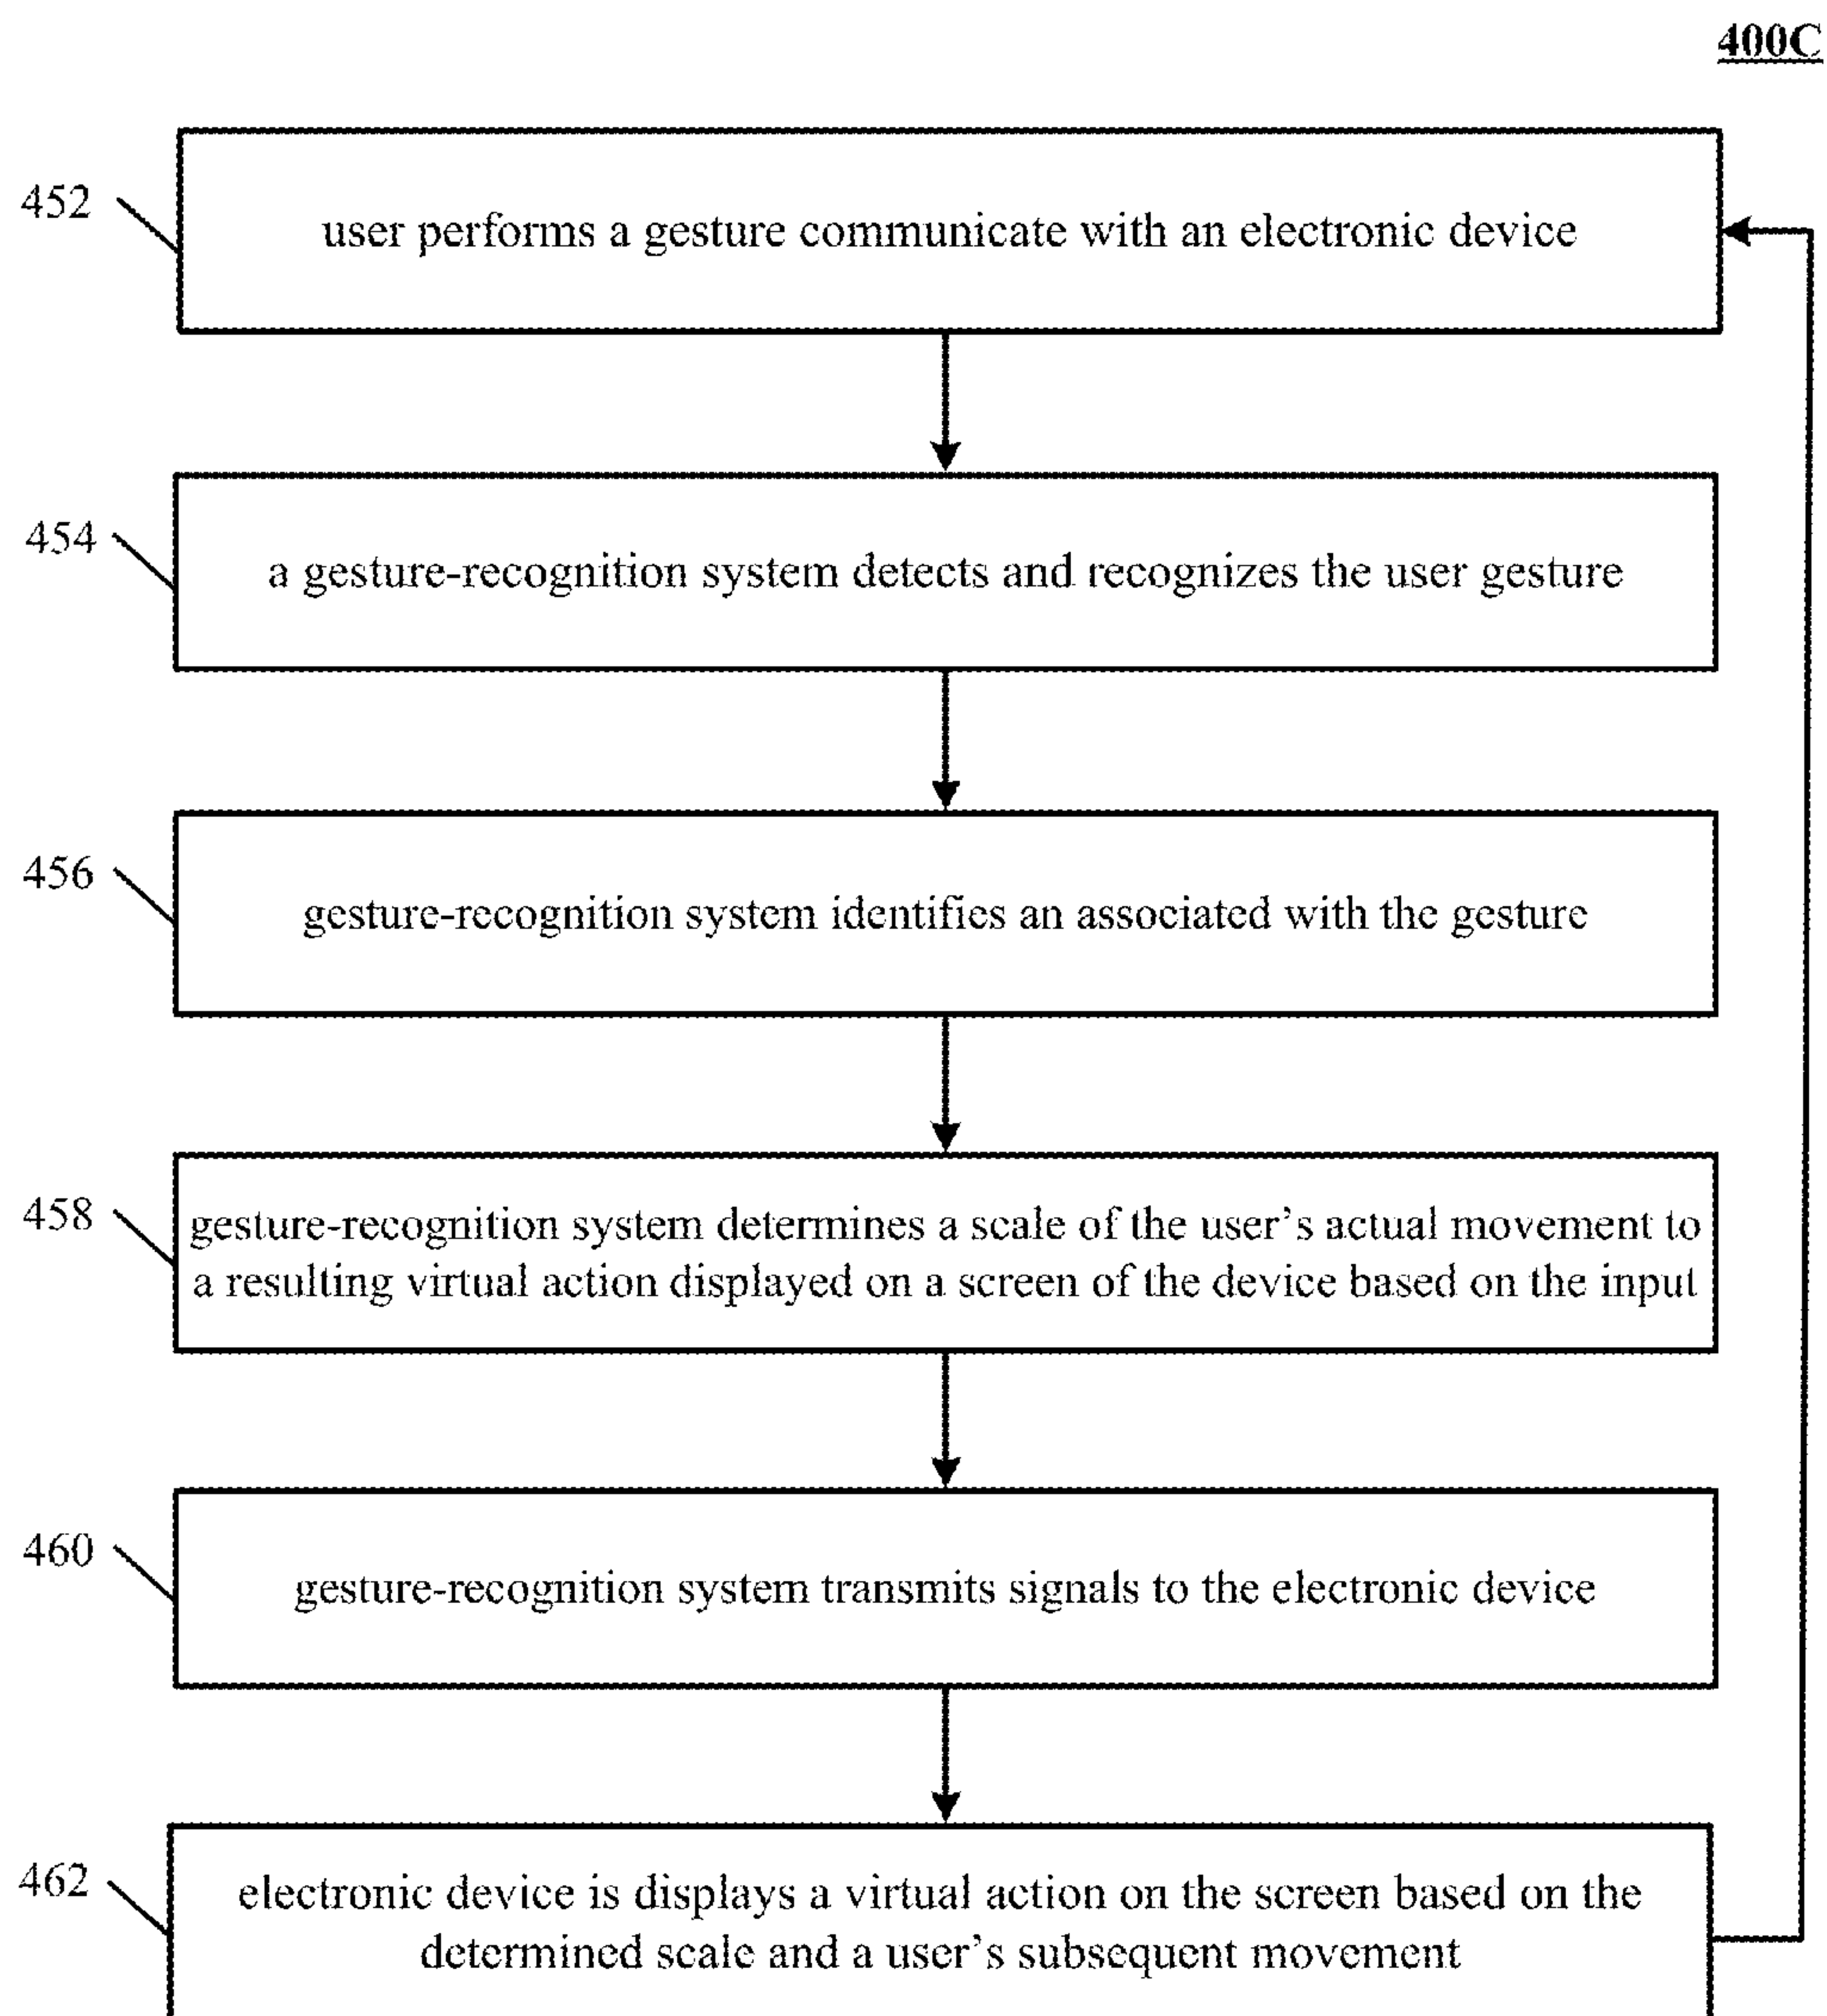 400C
452
user performs a gesture communicate with an electronic device
454
a gesture-recognition system detects and recognizes the user gesture
456
gesture-recognition system identifies an associated with the gesture
458
gesture-recognition system determines a scale of the user's actual movement to
a resulting virtual action displayed on a screen of the device based on the input
460
gesture-recognition system transmits signals to the electronic device
462
electronic device is displays a virtual action on the screen based on the
determined scale and a user's subsequent movement